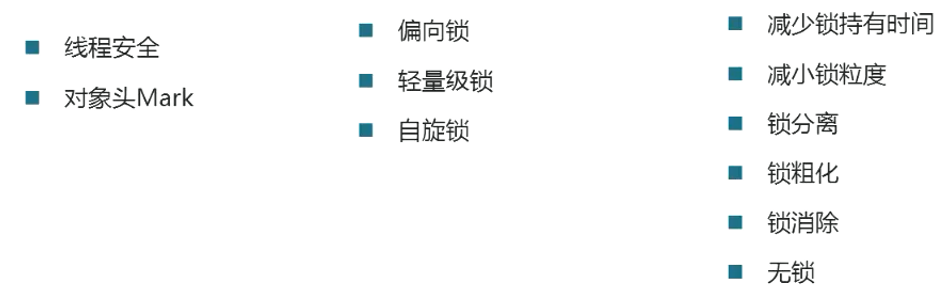 线程安全
对象头Mark
偏向锁
轻量级锁
自旋锁
减少锁持有时间
减小锁粒度
锁分离
锁粗化
锁消除
无锁